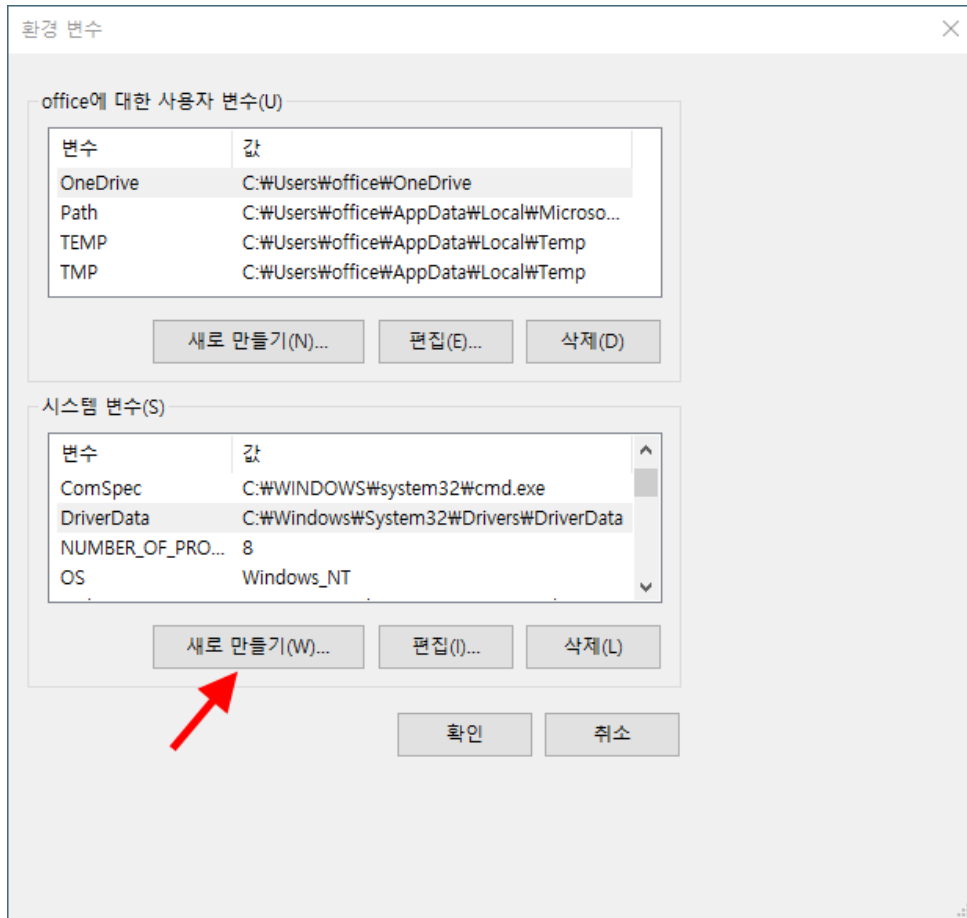 환경 변수
office에 대한 사용자 변수(U)
변수 값
OneDrive C:₩Users₩office₩OneDrive
Path C:₩Users₩office₩AppData₩Local₩Microso...
TEMP C:₩Users₩office₩AppData₩Local₩Temp
TMP C:₩Users₩office₩AppData₩Local₩Temp
새로 만들기(N)... 편집(E)... 삭제(D)
시스템 변수(S)
변수 값
ComSpec C:₩WINDOWS₩system32₩cmd.exe
DriverData C:₩Windows₩System32₩Drivers₩DriverData
NUMBER_OF_PRO... 8
OS Windows_NT
새로 만들기(W)... 편집(I)... 삭제(L)
확인 취소